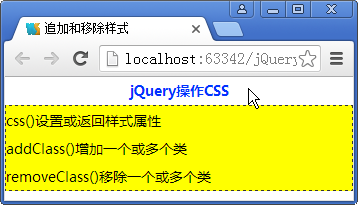 追加和移除样式
localhost:63342/jQuery
jQuery操作CSS
css()设置或返回样式属性
addClass()增加一个或多个类
removeClass()移除一个或多个类